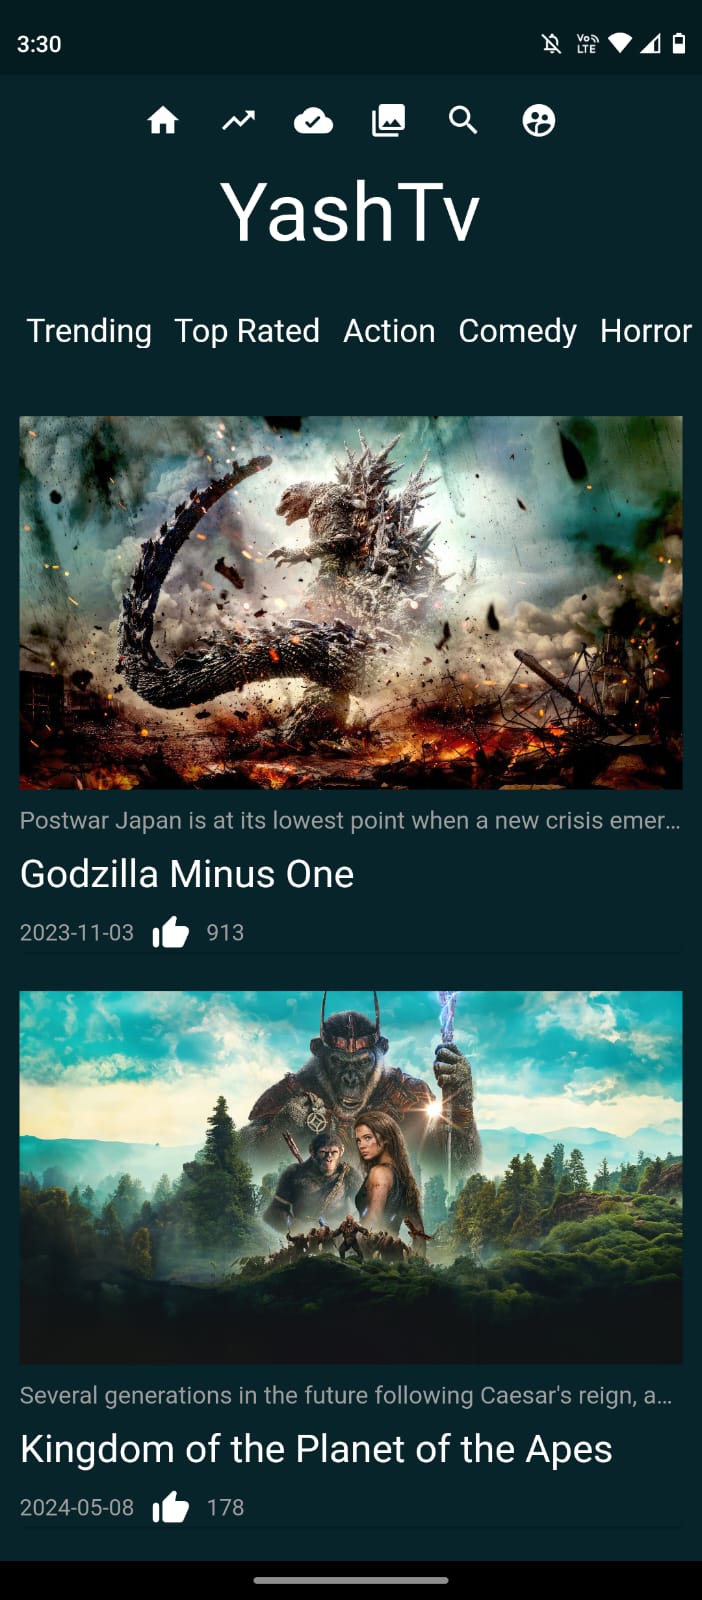 3:30
Vo LTE
YashTv
Trending Top Rated Action Comedy Horror
Postwar Japan is at its lowest point when a new crisis emer...
Godzilla Minus One
2023-11-03 913
Several generations in the future following Caesar's reign, a...
Kingdom of the Planet of the Apes
2024-05-08 178